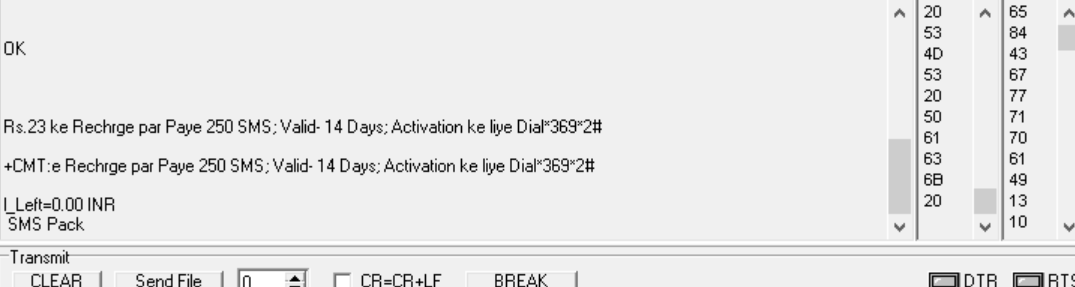 OK
Rs.23 ke Rechrge par Paye 250 SMS; Valid- 14 Days; Activation ke liye Dial*369*2#
+CMT:e Rechrge par Paye 250 SMS; Valid- 14 Days; Activation ke liye Dial*369*2#
I_Left=0.00 INR
SMS Pack
20
53
4D
53
20
50
61
63
6B
20
65
84
43
67
77
71
70
61
49
13
10
Transmit
CLEAR Send File 0 CR=CR+LF BREAK DTR RTS